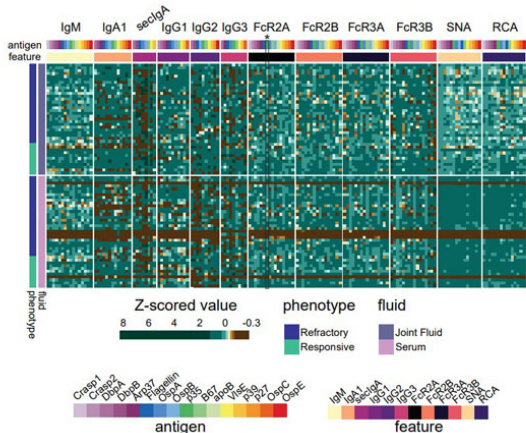 IgM IgA1 secIgA IgG1 IgG2 IgG3 FcR2A FcR2B FcR3A FcR3B SNA RCA
*
antigen
feature
phenotype fluid
Z-scored value phenotype fluid
8 6 4 2 0 -0.3
Refractory Joint Fluid
Responsive Serum
Crasp1 Crasp2 DbpA DbpB Arp37 Flagellin OspA OspB p35 B67 apoB VlsE p39 p27 OspC OspE
IgM IgA1 secIgA IgG1 IgG2 IgG3 FcR2A FcR2B FcR3A FcR3B SNA RCA
antigen feature